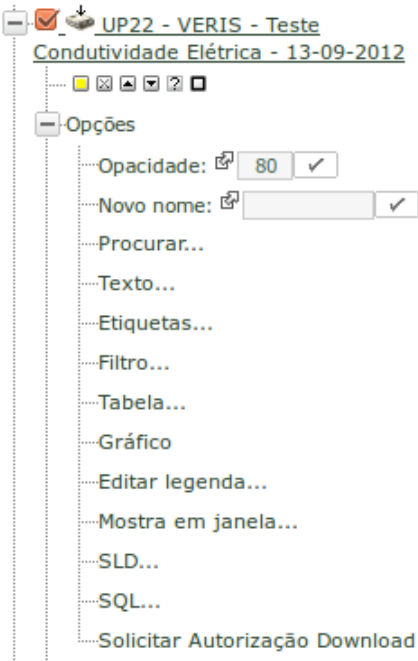 UP22 - VERIS - Teste
Condutividade Elétrica - 13-09-2012
?
Opções
Opacidade: 80
Novo nome:
Procurar...
Texto...
Etiquetas...
Filtro...
Tabela...
Gráfico
Editar legenda...
Mostra em janela...
SLD...
SQL...
Solicitar Autorização Download